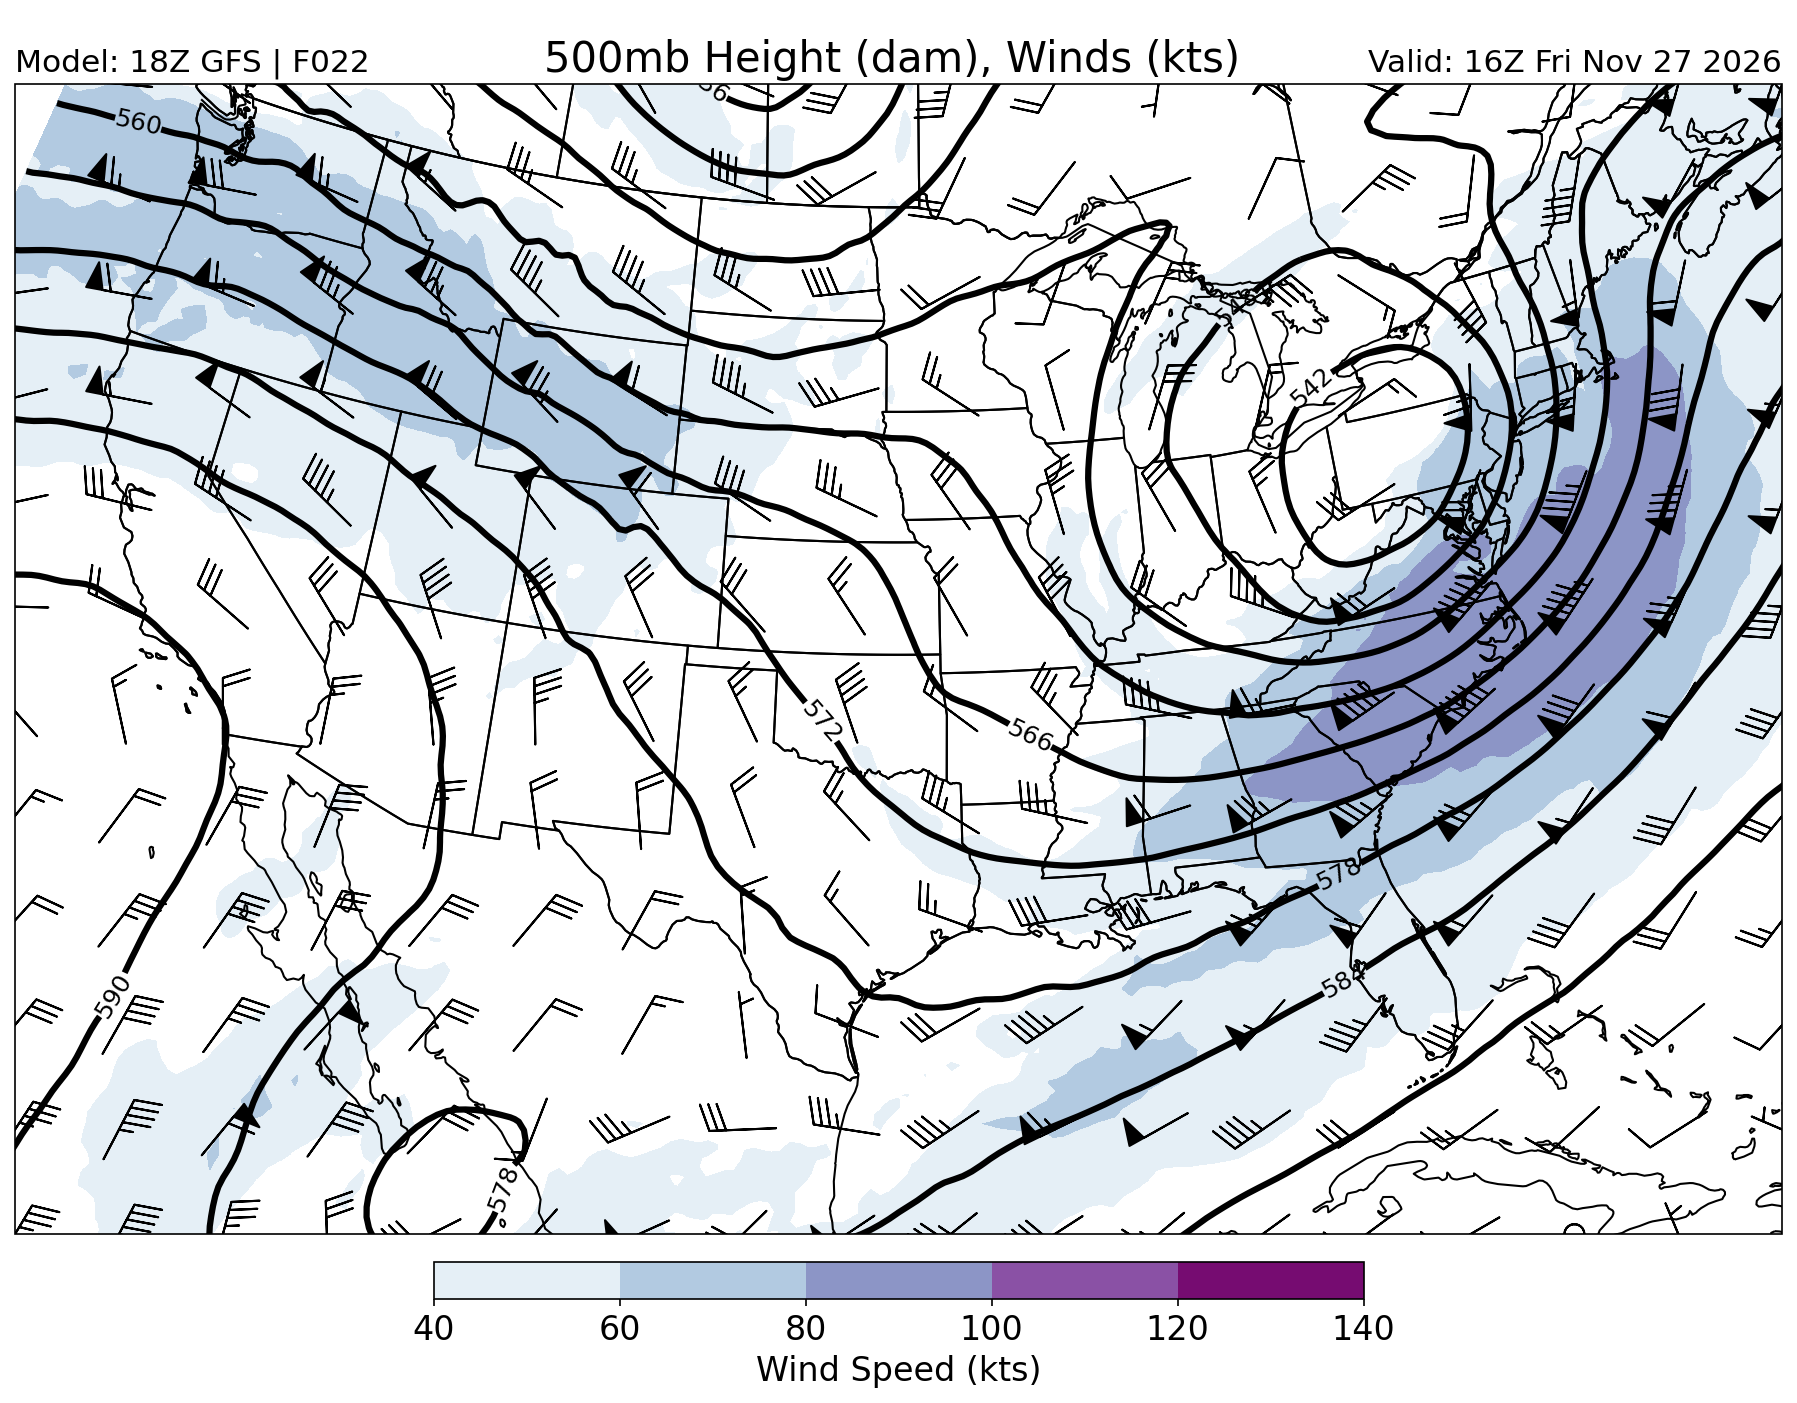 Model: 18Z GFS | F022
500mb Height (dam), Winds (kts)
Valid: 16Z Fri Nov 27 2026
560
542
572
566
578
584
590
578
40 60 80 100 120 140
Wind Speed (kts)